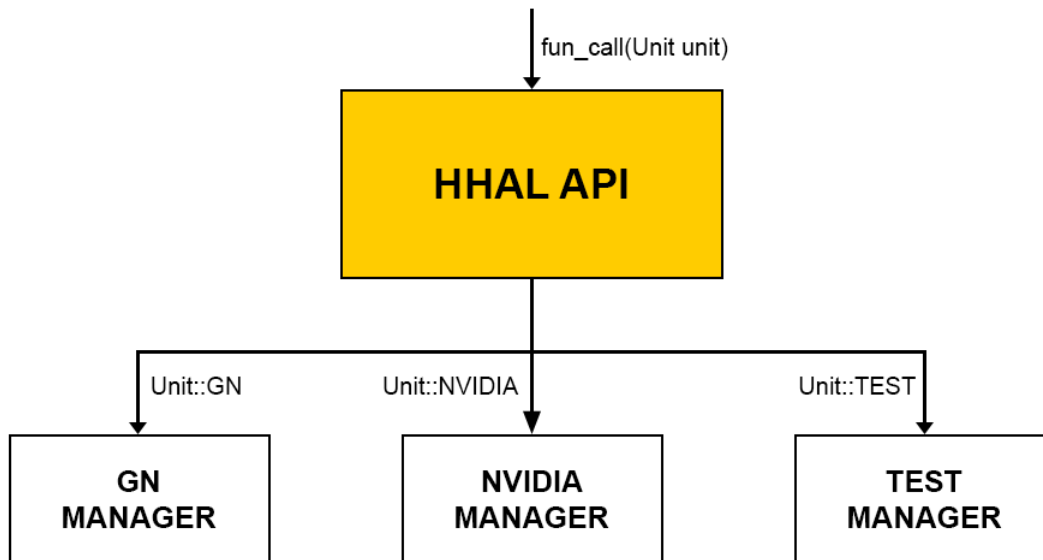 fun_call(Unit unit)
HHAL API
Unit::GN
Unit::NVIDIA
Unit::TEST
GN
MANAGER
NVIDIA
MANAGER
TEST
MANAGER